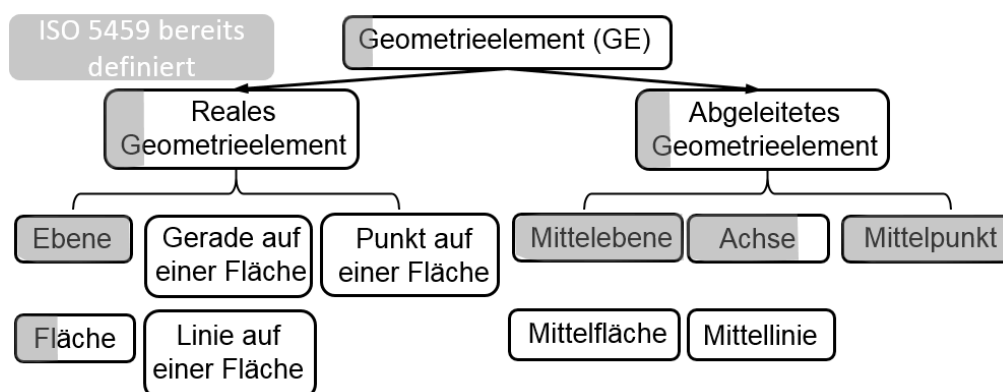 ISO 5459 bereits
definiert
Geometrieelement (GE)
Reales
Geometrieelement
Abgeleitetes
Geometrieelement
Ebene
Gerade auf
einer Fläche
Punkt auf
einer Fläche
Mittelebene
Achse
Mittelpunkt
Fläche
Linie auf
einer Fläche
Mittelfläche
Mittellinie